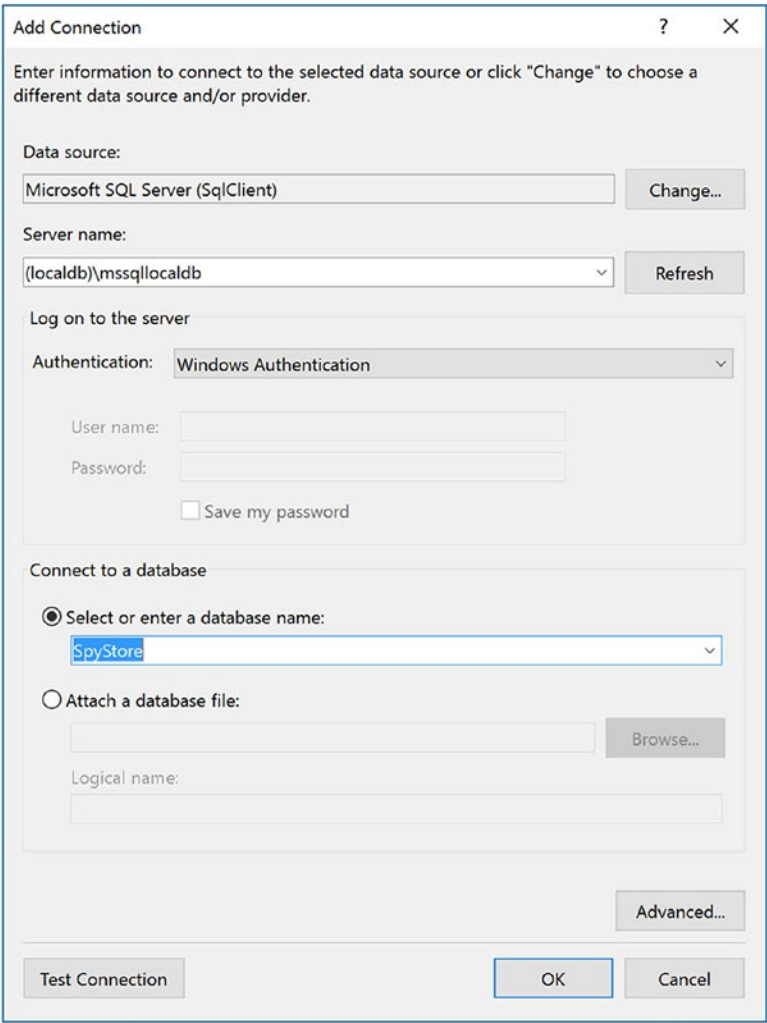 Add Connection ? X
Enter information to connect to the selected data source or click "Change" to choose a
different data source and/or provider.
Data source:
Microsoft SQL Server (SqlClient) Change...
Server name:
(localdb)\mssqllocaldb Refresh
Log on to the server
Authentication: Windows Authentication
User name:
Password:
Save my password
Connect to a database
Select or enter a database name:
SpyStore
Attach a database file:
Browse...
Logical name:
Advanced...
Test Connection OK Cancel